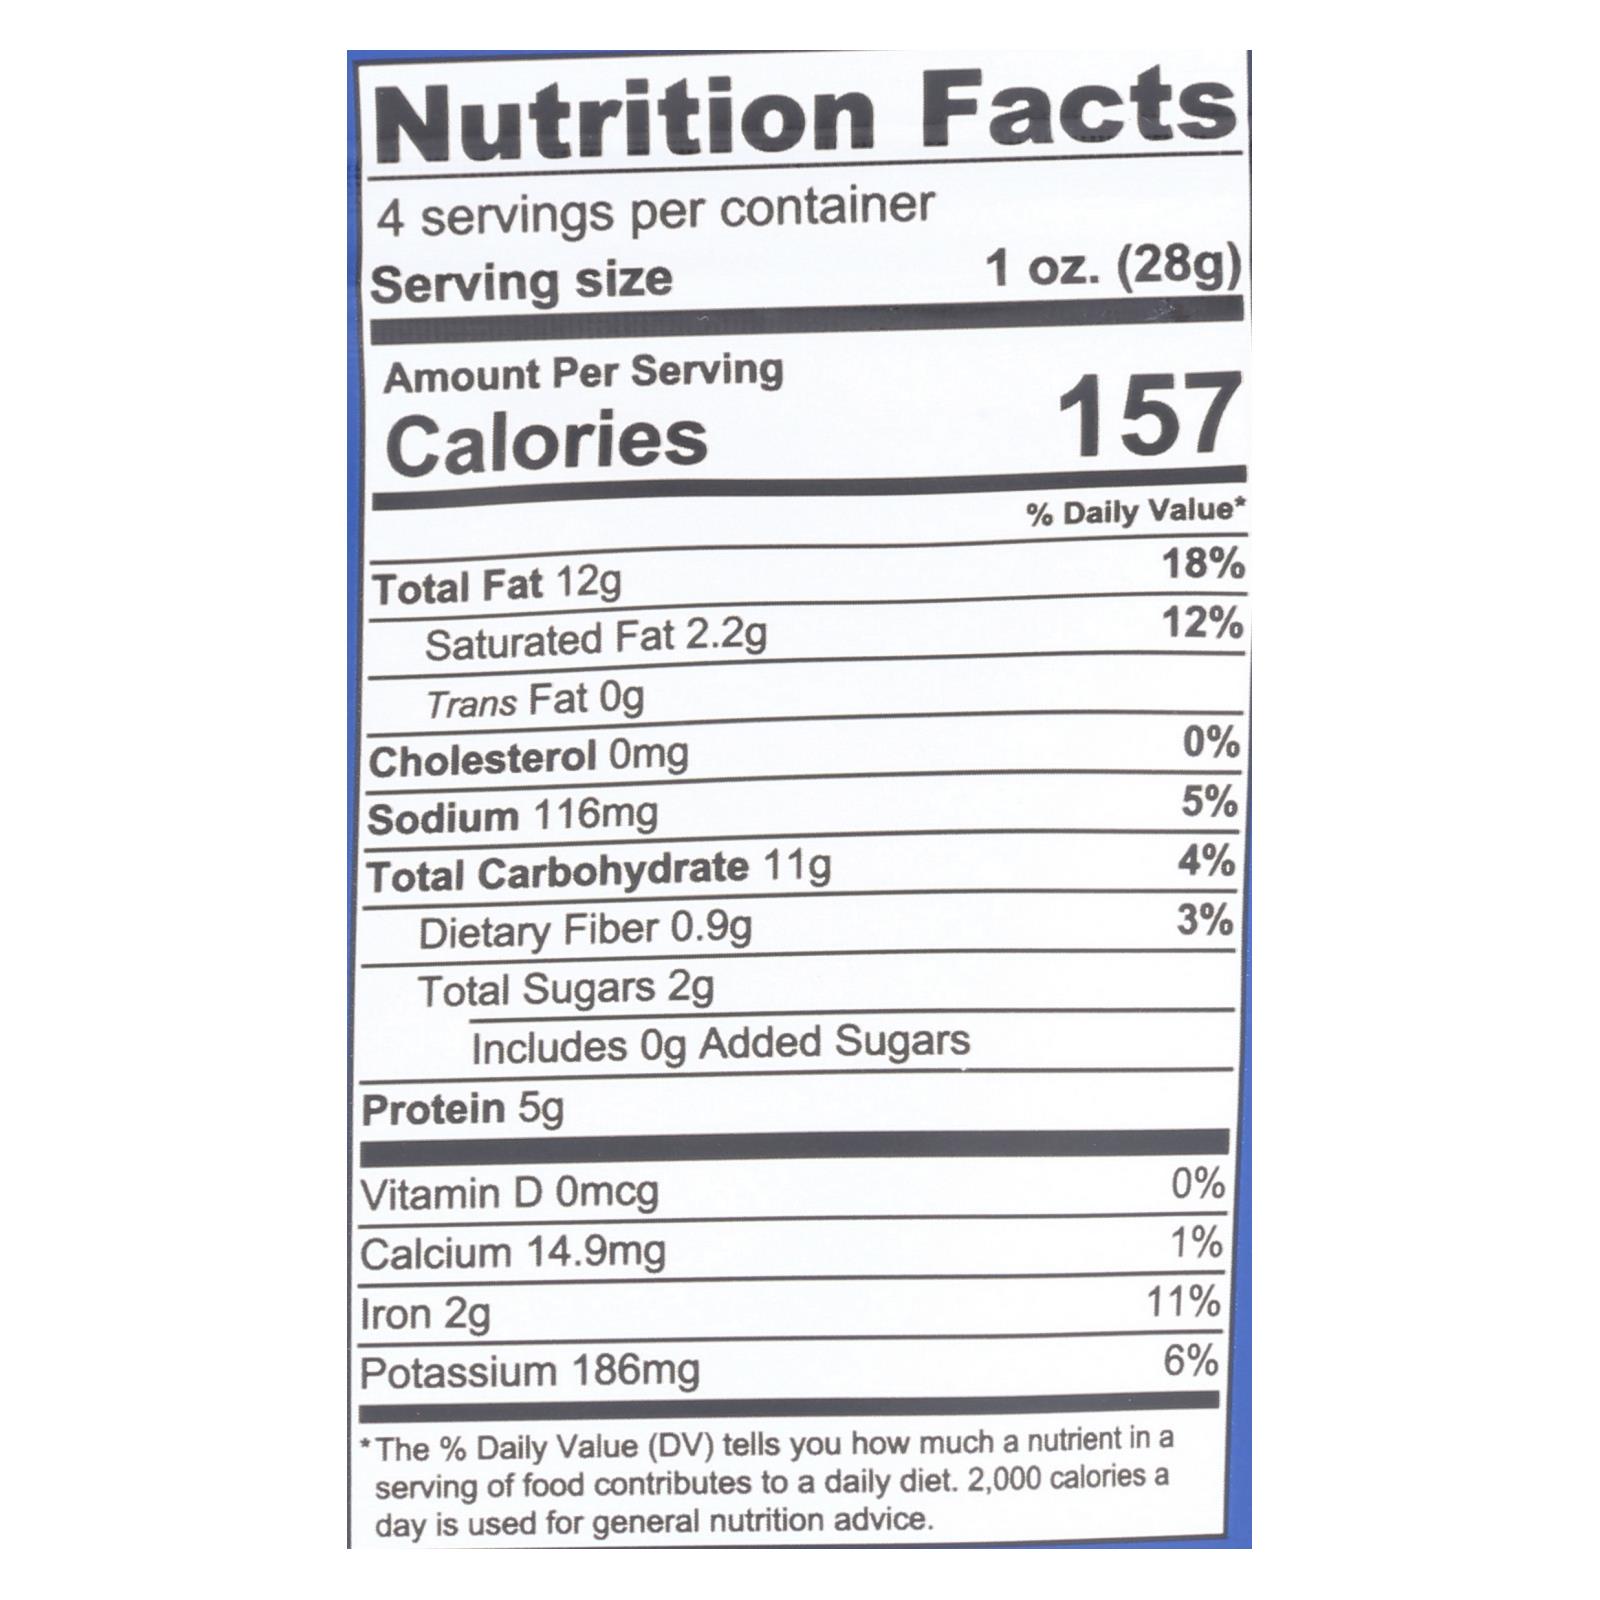 Nutrition Facts
4 servings per container
Serving size 1 oz. (28g)
Amount Per Serving
Calories 157
% Daily Value*
Total Fat 12g 18%
Saturated Fat 2.2g 12%
Trans Fat 0g
Cholesterol 0mg 0%
Sodium 116mg 5%
Total Carbohydrate 11g 4%
Dietary Fiber 0.9g 3%
Total Sugars 2g
Includes 0g Added Sugars
Protein 5g
Vitamin D 0mcg 0%
Calcium 14.9mg 1%
Iron 2g 11%
Potassium 186mg 6%
*The % Daily Value (DV) tells you how much a nutrient in a
serving of food contributes to a daily diet. 2,000 calories a
day is used for general nutrition advice.